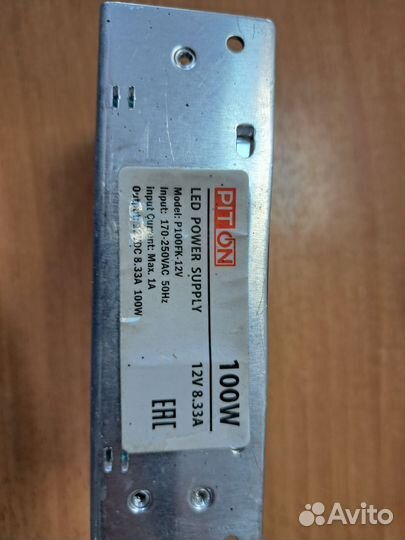 PITON
LED POWER SUPPLY
Model: P100FK-12V
Input: 170-250VAC 50Hz
Input Current: Max. 1A
DC 8.33A 100W
100W
12V 8.33A
EAC
Avito